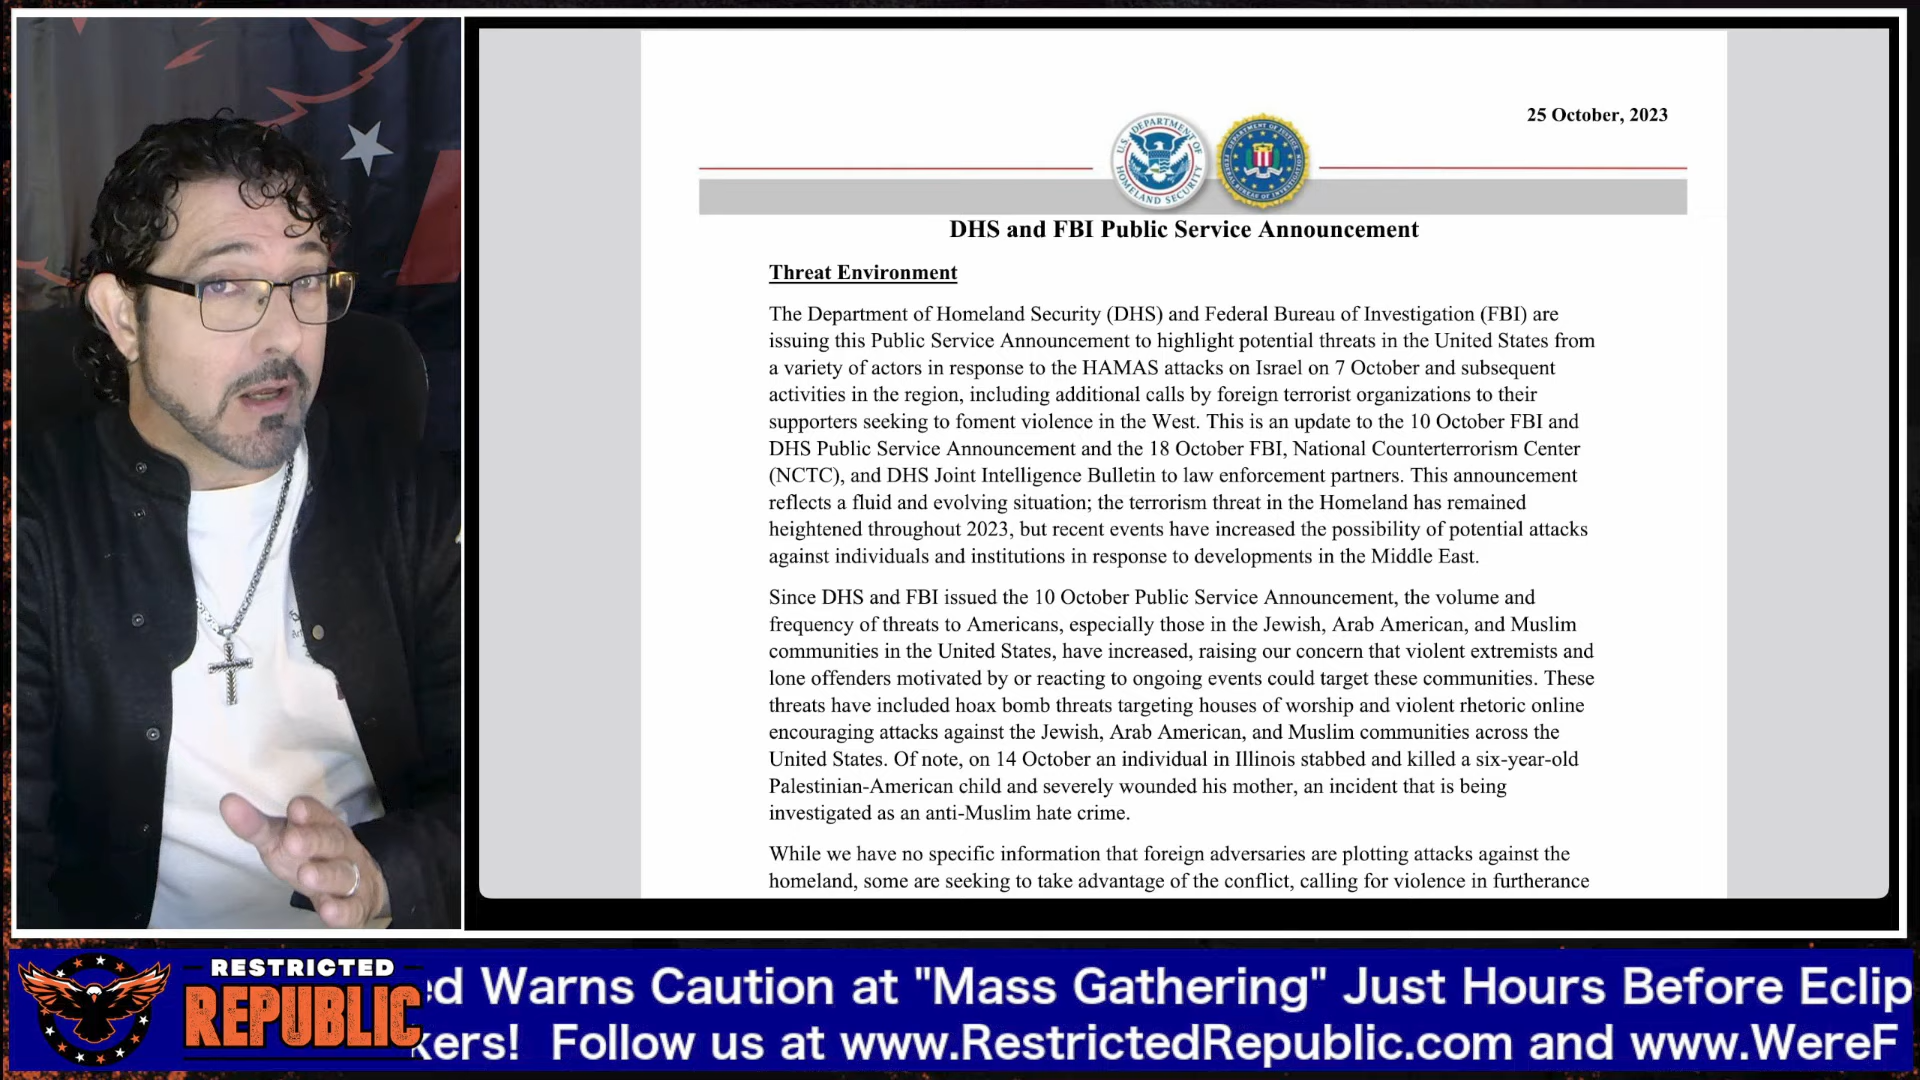 25 October, 2023
U.S. DEPARTMENT OF
HOMELAND SECURITY
DEPARTMENT OF JUSTICE
FEDERAL BUREAU OF INVESTIGATION
DHS and FBI Public Service Announcement
Threat Environment
The Department of Homeland Security (DHS) and Federal Bureau of Investigation (FBI) are
issuing this Public Service Announcement to highlight potential threats in the United States from
a variety of actors in response to the HAMAS attacks on Israel on 7 October and subsequent
activities in the region, including additional calls by foreign terrorist organizations to their
supporters seeking to foment violence in the West. This is an update to the 10 October FBI and
DHS Public Service Announcement and the 18 October FBI, National Counterterrorism Center
(NCTC), and DHS Joint Intelligence Bulletin to law enforcement partners. This announcement
reflects a fluid and evolving situation; the terrorism threat in the Homeland has remained
heightened throughout 2023, but recent events have increased the possibility of potential attacks
against individuals and institutions in response to developments in the Middle East.
Since DHS and FBI issued the 10 October Public Service Announcement, the volume and
frequency of threats to Americans, especially those in the Jewish, Arab American, and Muslim
communities in the United States, have increased, raising our concern that violent extremists and
lone offenders motivated by or reacting to ongoing events could target these communities. These
threats have included hoax bomb threats targeting houses of worship and violent rhetoric online
encouraging attacks against the Jewish, Arab American, and Muslim communities across the
United States. Of note, on 14 October an individual in Illinois stabbed and killed a six-year-old
Palestinian-American child and severely wounded his mother, an incident that is being
investigated as an anti-Muslim hate crime.
While we have no specific information that foreign adversaries are plotting attacks against the
homeland, some are seeking to take advantage of the conflict, calling for violence in furtherance
RESTRICTED
REPUBLIC
ed Warns Caution at "Mass Gathering" Just Hours Before Eclip
kers! Follow us at www.RestrictedRepublic.com and www.WereF